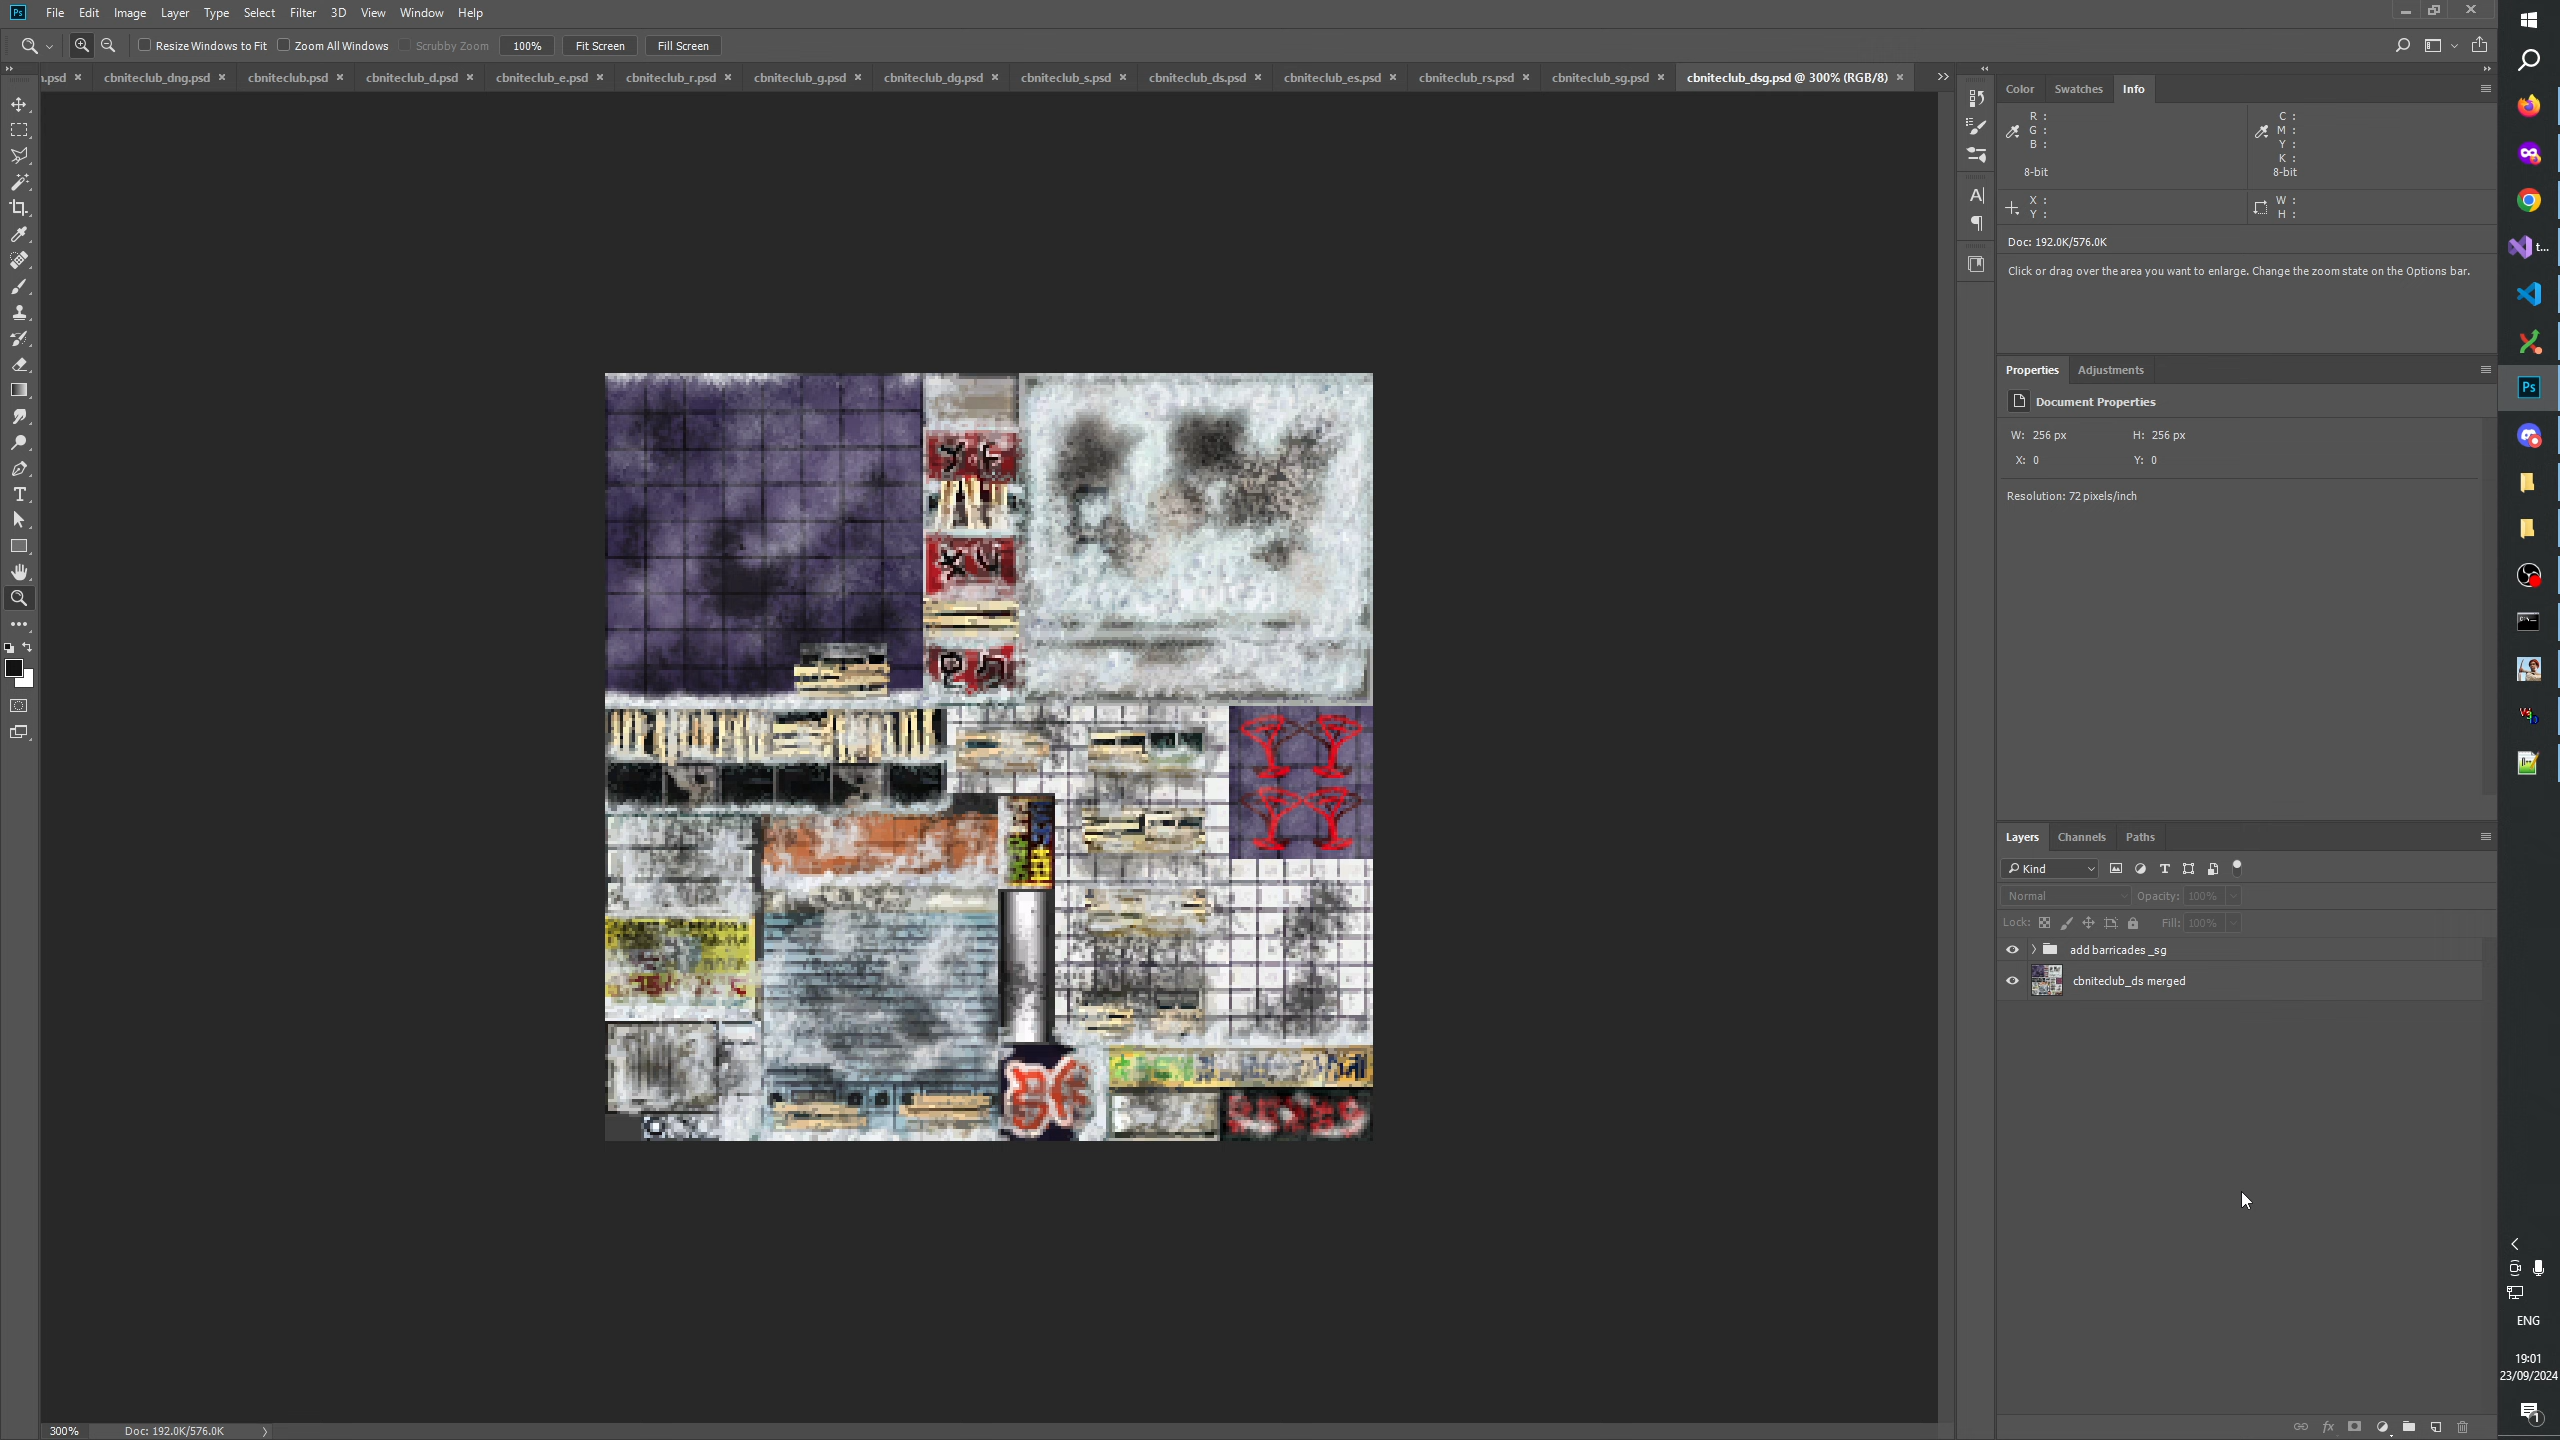 Ps File Edit Image Layer Type Select Filter 3D View Window Help
Resize Windows to Fit Zoom All Windows Scrubby Zoom 100% Fit Screen Fill Screen
ı.psd × cbniteclub_dng.psd × cbniteclub.psd × cbniteclub_d.psd × cbniteclub_e.psd × cbniteclub_r.psd × cbniteclub_g.psd × cbniteclub_dg.psd × cbniteclub_s.psd × cbniteclub_ds.psd × cbniteclub_es.psd × cbniteclub_rs.psd × cbniteclub_sg.psd × cbniteclub_dsg.psd @ 300% (RGB/8) ×
Color Swatches Info
R : C :
G : M :
B : Y :
K :
8-bit 8-bit
X : W :
Y : H :
Doc: 192.0K/576.0K
Click or drag over the area you want to enlarge. Change the zoom state on the Options bar.
Properties Adjustments
Document Properties
W: 256 px H: 256 px
X: 0 Y: 0
Resolution: 72 pixels/inch
Layers Channels Paths
Kind
Normal Opacity: 100%
Lock: Fill: 100%
add barricades _sg
cbniteclub_ds merged
300% Doc: 192.0K/576.0K
t...
Ps
ENG
19:01
23/09/2024
1